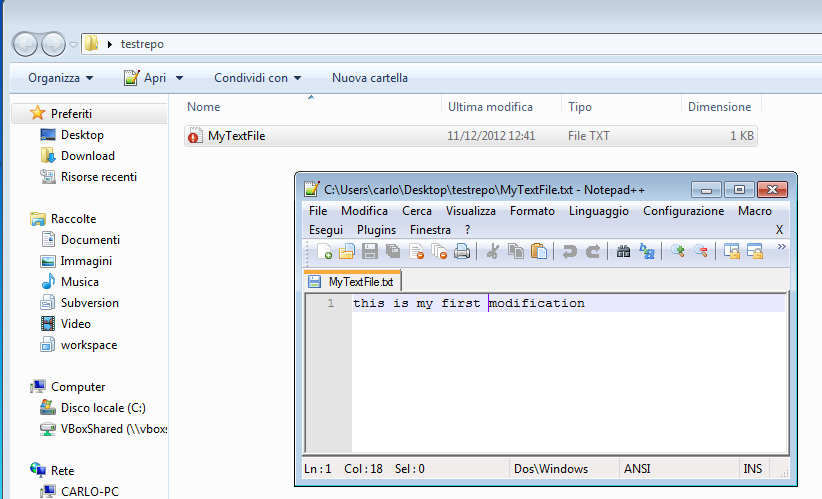 testrepo
Organizza Apri Condividi con Nuova cartella
Preferiti
Desktop
Download
Risorse recenti
Raccolte
Documenti
Immagini
Musica
Subversion
Video
workspace
Computer
Disco locale (C:)
VBoxShared (\\vboxs
Rete
CARLO-PC
Nome Ultima modifica Tipo Dimensione
MyTextFile 11/12/2012 12:41 File TXT 1 KB
C:\Users\carlo\Desktop\testrepo\MyTextFile.txt - Notepad++
File Modifica Cerca Visualizza Formato Linguaggio Configurazione Macro
Esegui Plugins Finestra ? X
MyTextFile.txt
1 this is my first modification
Ln : 1 Col : 18 Sel : 0 Dos\Windows ANSI INS